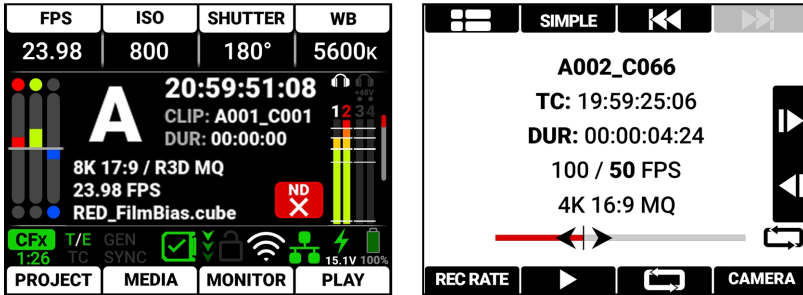 FPS ISO SHUTTER WB
23.98 800 180° 5600K
A
20:59:51:08
CLIP: A001_C001
DUR: 00:00:00
+48V
1 2 3 4
8K 17:9 / R3D MQ
23.98 FPS
RED_FilmBias.cube
ND
CFx T/E GEN
1:26 TC SYNC 15.1V 100%
PROJECT MEDIA MONITOR PLAY
SIMPLE
A002_C066
TC: 19:59:25:06
DUR: 00:00:04:24
100 / 50 FPS
4K 16:9 MQ
REC RATE CAMERA